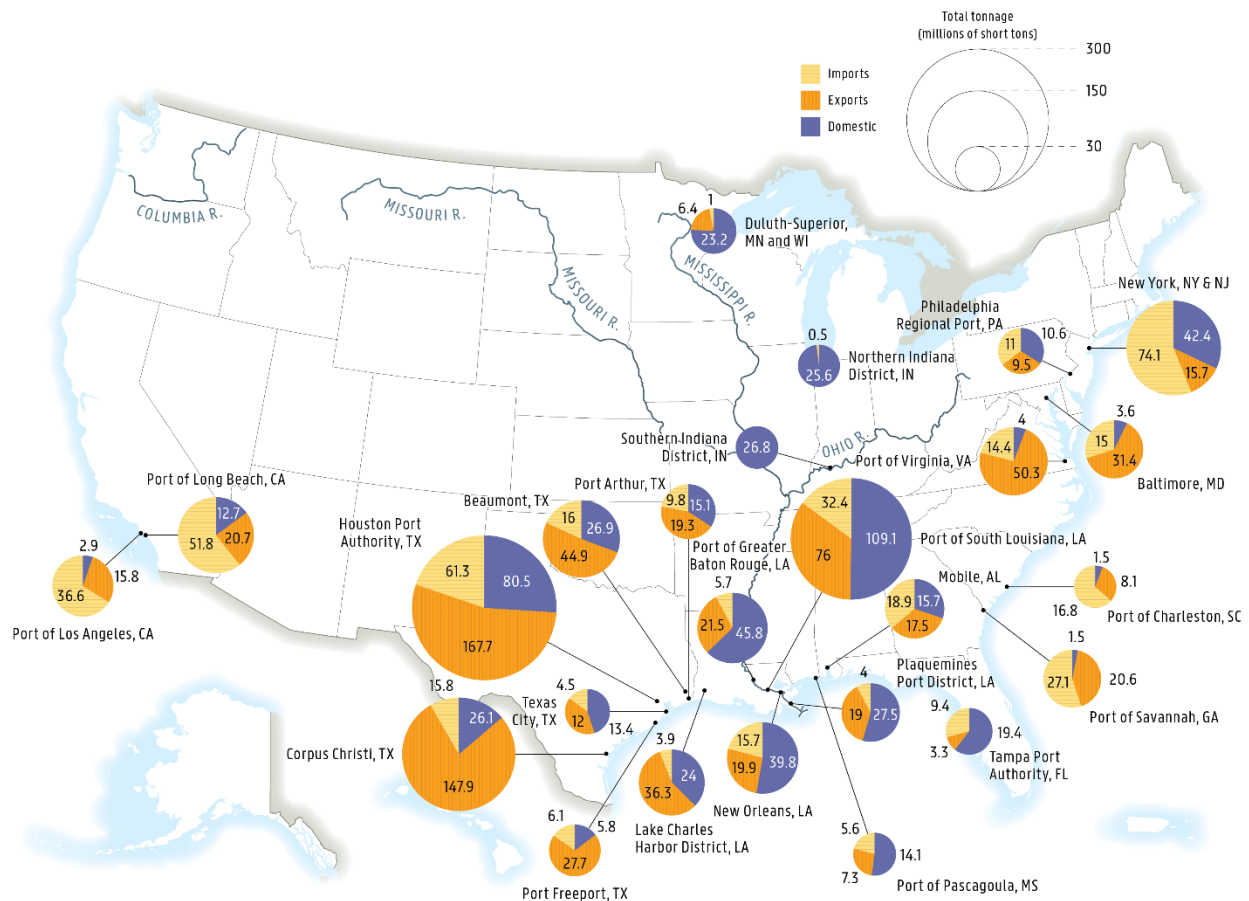 Total tonnage
(millions of short tons)
300
150
30
Imports
Exports
Domestic
COLUMBIA R.
MISSOURI R.
MISSOURI R.
MISSISSIPPI R.
OHIO R.
1
6.4
23.2
Duluth-Superior,
MN and WI
0.5
25.6
Northern Indiana
District, IN
Southern Indiana
District, IN
26.8
Philadelphia
Regional Port, PA
11
10.6
9.5
New York, NY & NJ
42.4
74.1
15.7
Port of Virginia, VA
4
14.4
50.3
3.6
15
31.4
Baltimore, MD
Port of Long Beach, CA
12.7
20.7
51.8
2.9
15.8
36.6
Port of Los Angeles, CA
Houston Port
Authority, TX
61.3
80.5
167.7
Beaumont, TX
16
26.9
44.9
Port Arthur, TX
9.8
15.1
19.3
Port of Greater
Baton Rouge, LA
5.7
21.5
45.8
32.4
109.1
76
Port of South Louisiana, LA
Mobile, AL
18.9
15.7
17.5
1.5
8.1
16.8
Port of Charleston, SC
1.5
27.1
20.6
Port of Savannah, GA
Plaquemines
Port District, LA
4
19
27.5
9.4
19.4
3.3
Tampa Port
Authority, FL
Texas
City, TX
4.5
12
13.4
15.8
26.1
Corpus Christi, TX
147.9
3.9
24
36.3
Lake Charles
Harbor District, LA
15.7
39.8
19.9
New Orleans, LA
6.1
5.8
27.7
Port Freeport, TX
5.6
14.1
7.3
Port of Pascagoula, MS